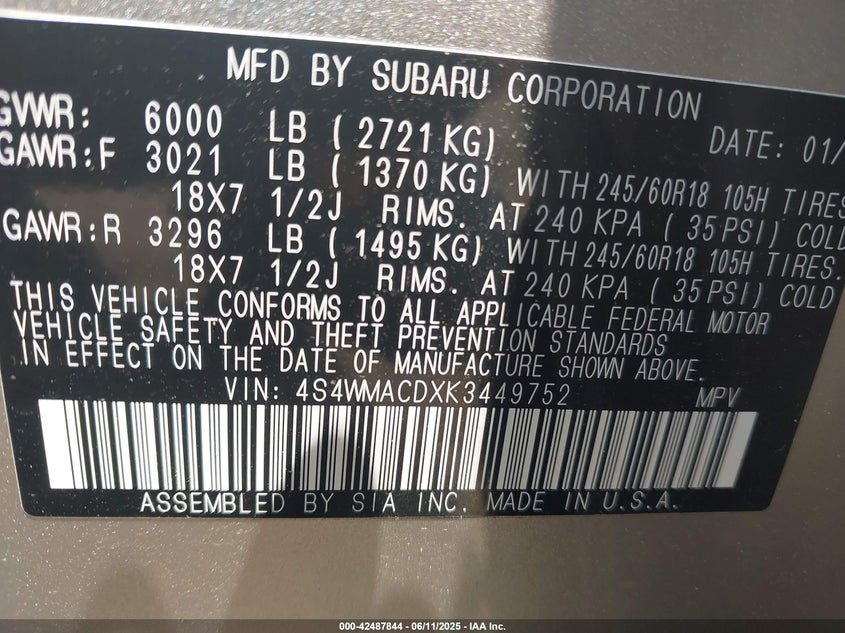 MFD BY SUBARU CORPORATION
GVWR: 6000 LB ( 2721 KG) DATE: 01/
GAWR:F 3021 LB ( 1370 KG) WITH 245/60R18 105H TIRES
18X7 1/2J RIMS. AT 240 KPA ( 35 PSI) COLD
GAWR:R 3296 LB ( 1495 KG) WITH 245/60R18 105H TIRES.
18X7 1/2J RIMS. AT 240 KPA ( 35 PSI) COLD
THIS VEHICLE CONFORMS TO ALL APPLICABLE FEDERAL MOTOR
VEHICLE SAFETY AND THEFT PREVENTION STANDARDS
IN EFFECT ON THE DATE OF MANUFACTURE SHOWN ABOVE.
VIN: 4S4WMACDXK3449752 MPV
ASSEMBLED BY SIA INC. MADE IN U.S.A.
000-42487844 - 06/11/2025 - IAA Inc.